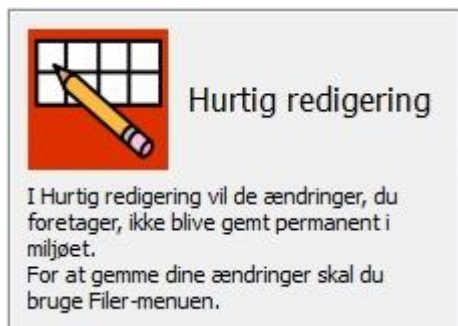 Hurtig redigering
I Hurtig redigering vil de ændringer, du
foretager, ikke blive gemt permanent i
miljøet.
For at gemme dine ændringer skal du
bruge Filer-menuen.